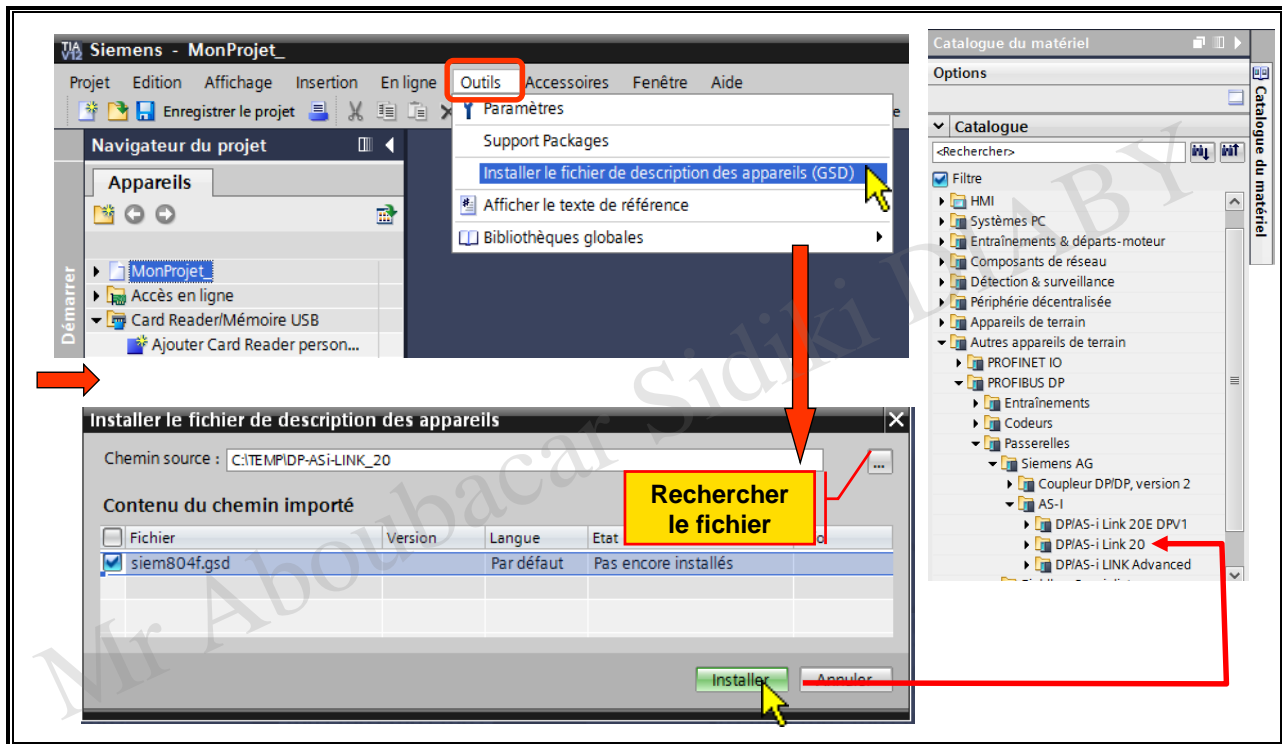 Siemens - MonProjet_
Projet Edition Affichage Insertion En ligne Outils Accessoires Fenêtre Aide
Enregistrer le projet
Paramètres
Support Packages
Installer le fichier de description des appareils (GSD)
Afficher le texte de référence
Bibliothèques globales
Navigateur du projet
Appareils
MonProjet_
Accès en ligne
Card Reader/Mémoire USB
Ajouter Card Reader person...
Démarrer
Installer le fichier de description des appareils
Chemin source : C:\TEMP\DP-ASi-LINK_20
...
Rechercher
le fichier
Contenu du chemin importé
Fichier Version Langue Etat
siem804f.gsd Par défaut Pas encore installés
Installer Annuler
Catalogue du matériel
Options
Catalogue
<Rechercher>
Filtre
HMI
Systèmes PC
Entraînements & départs-moteur
Composants de réseau
Détection & surveillance
Périphérie décentralisée
Appareils de terrain
Autres appareils de terrain
PROFINET IO
PROFIBUS DP
Entraînements
Codeurs
Passerelles
Siemens AG
Coupleur DP/DP, version 2
AS-I
DP/AS-i Link 20E DPV1
DP/AS-i Link 20
DP/AS-i LINK Advanced
Catalogue du matériel
Mr Aboubacar Sidiki DIABY